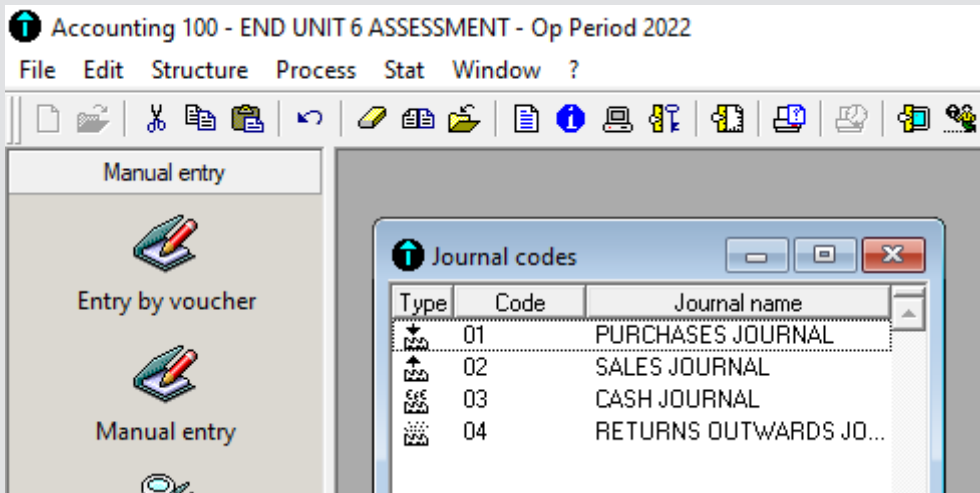 Accounting 100 - END UNIT 6 ASSESSMENT - Op Period 2022
File Edit Structure Process Stat Window ?
Manual entry
Entry by voucher
Manual entry
Journal codes
Type Code Journal name
01 PURCHASES JOURNAL
02 SALES JOURNAL
03 CASH JOURNAL
04 RETURNS OUTWARDS JO...